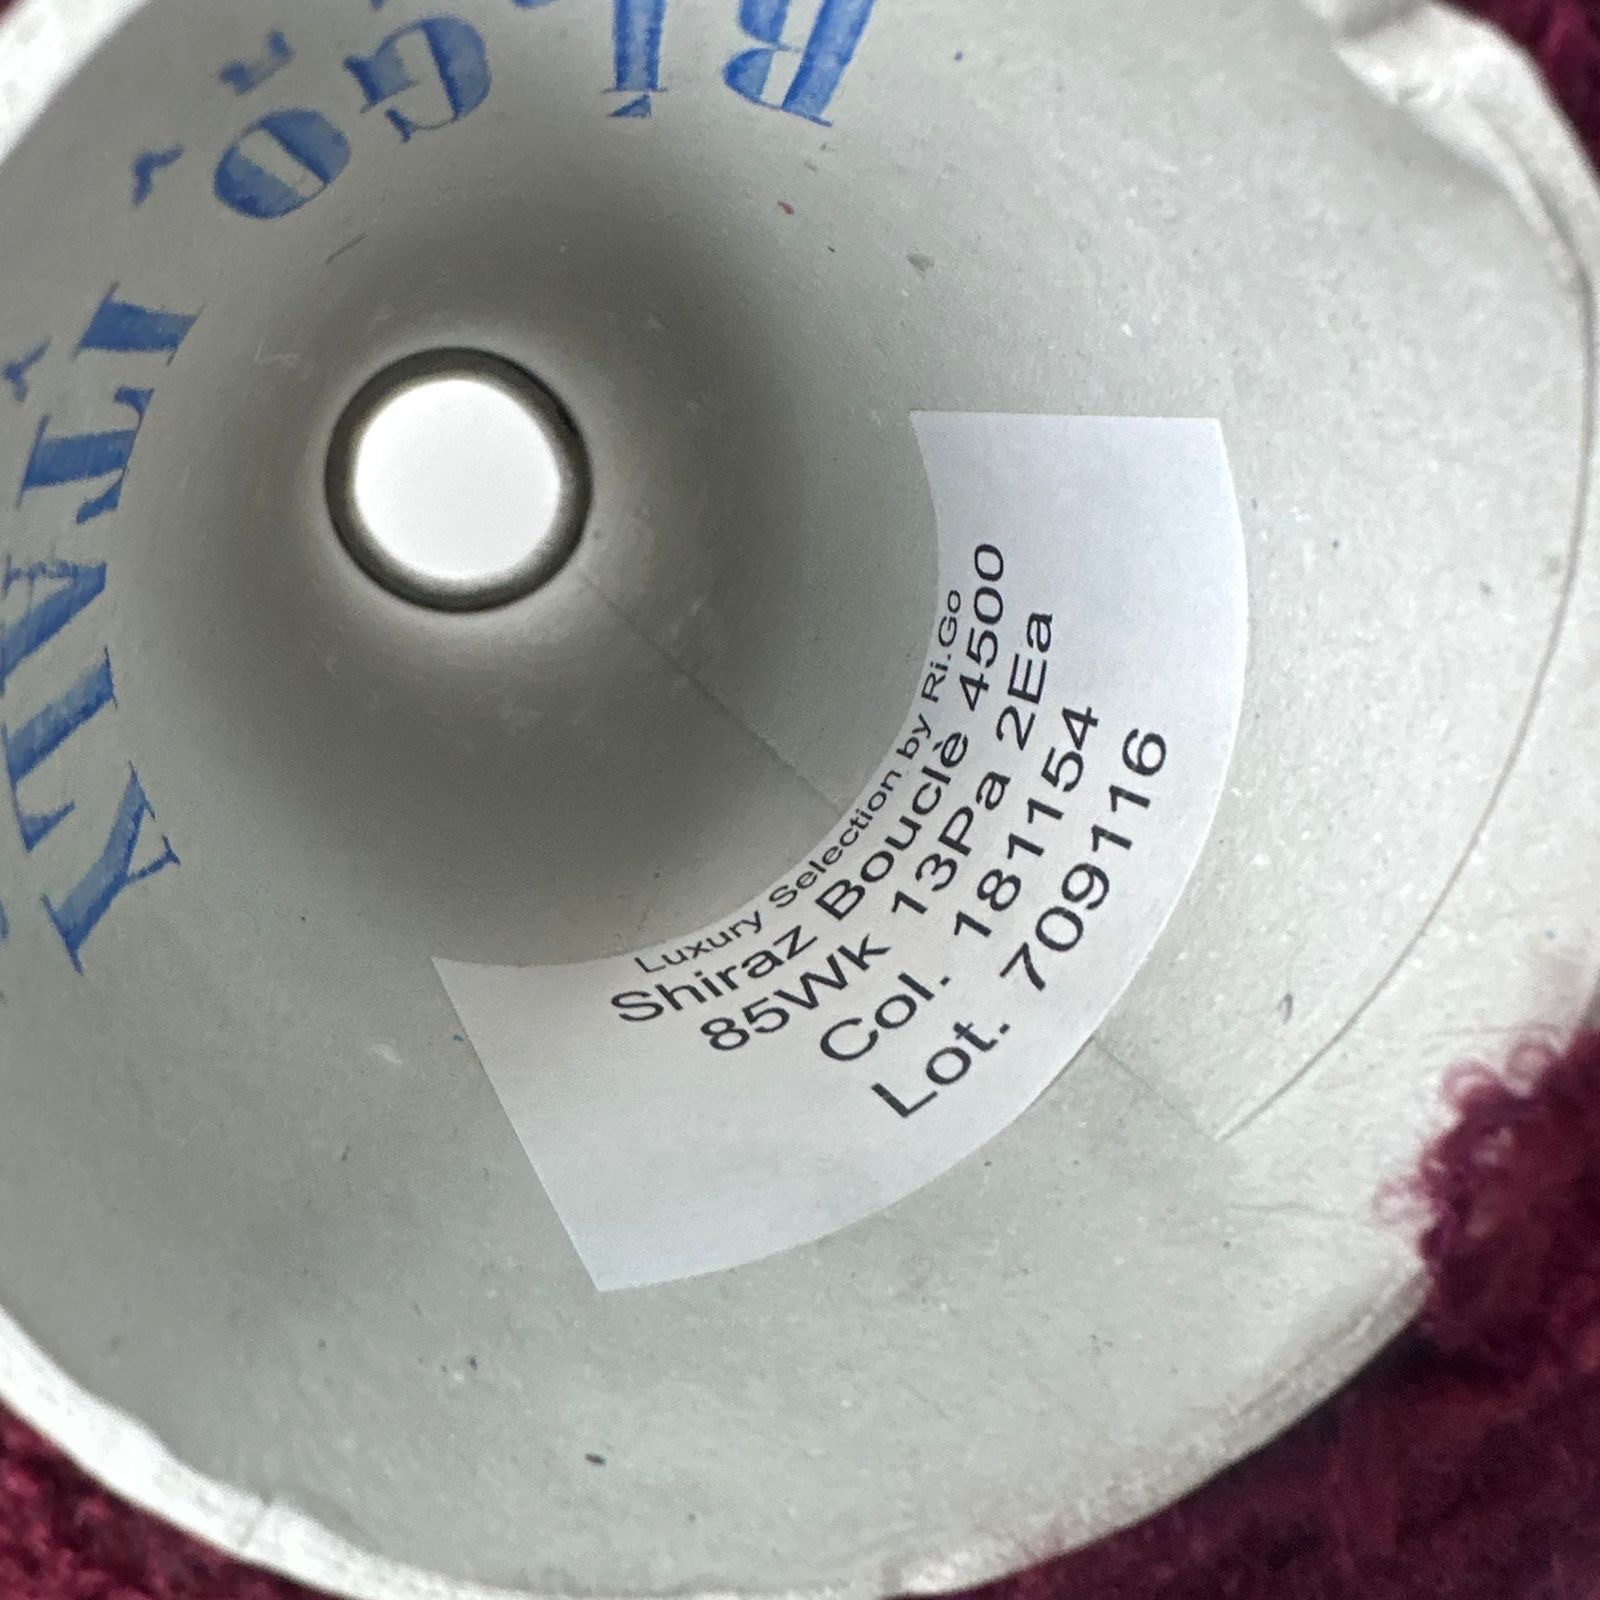 RI.GO
ITALY
Luxury Selection by Ri.Go
Shiraz Bouclè 4500
85Wk 13Pa 2Ea
Col. 181154
Lot. 709116